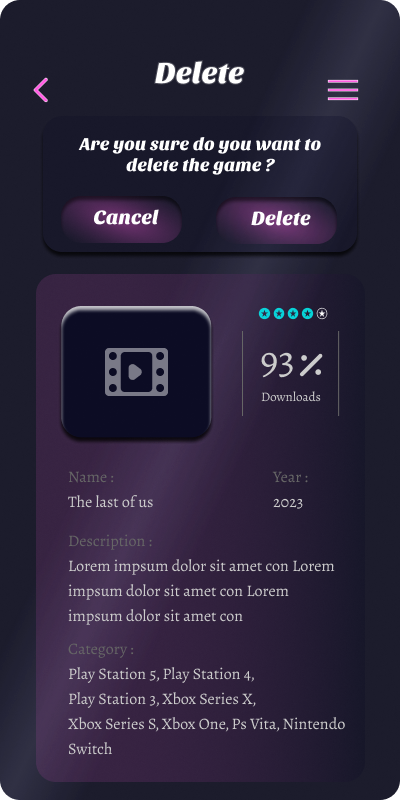 Delete
Are you sure do you want to
delete the game ?
Cancel
Delete
93%
Downloads
Name :
Year :
The last of us
2023
Description :
Lorem impsum dolor sit amet con Lorem
impsum dolor sit amet con Lorem
impsum dolor sit amet con
Category :
Play Station 5, Play Station 4,
Play Station 3, Xbox Series X,
Xbox Series S, Xbox One, Ps Vita, Nintendo
Switch